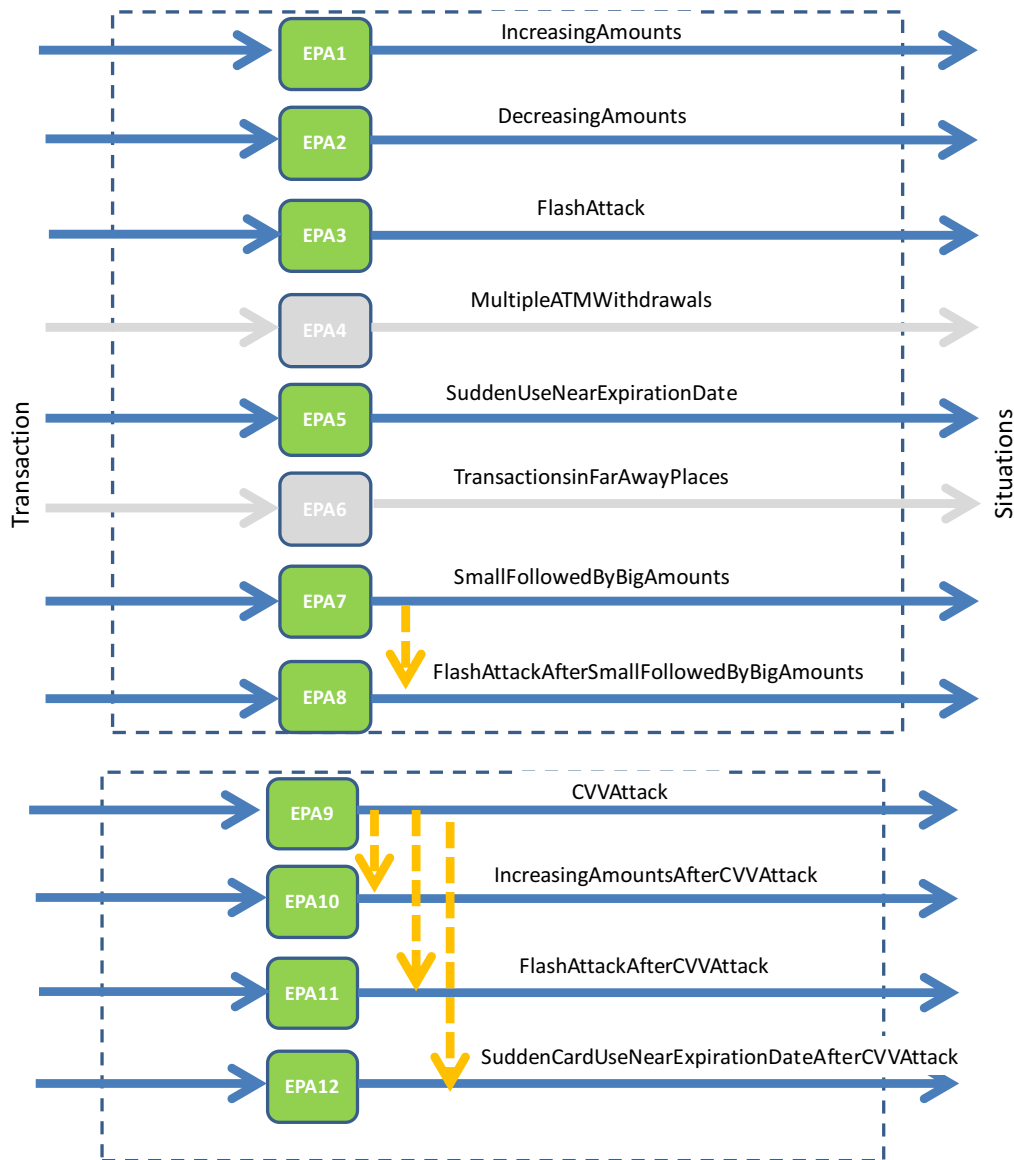 IncreasingAmounts
EPA1
DecreasingAmounts
EPA2
FlashAttack
EPA3
MultipleATMWithdrawals
EPA4
SuddenUseNearExpirationDate
EPA5
Transaction
Situations
TransactionsinFarAwayPlaces
EPA6
SmallFollowedByBigAmounts
EPA7
FlashAttackAfterSmallFollowedByBigAmounts
EPA8
CVVAttack
EPA9
IncreasingAmountsAfterCVVAttack
EPA10
FlashAttackAfterCVVAttack
EPA11
SuddenCardUseNearExpirationDateAfterCVVAttack
EPA12